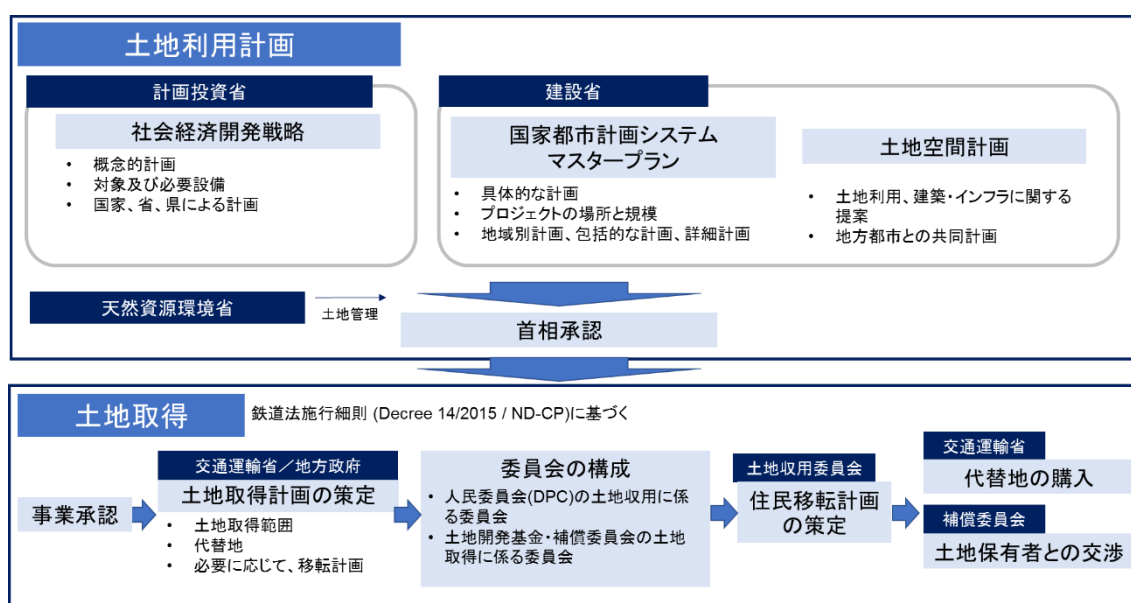 土地利用計画
計画投資省
社会経済開発戦略
• 概念的計画
• 対象及び必要設備
• 国家、省、県による計画
建設省
国家都市計画システム
マスタープラン
• 具体的な計画
• プロジェクトの場所と規模
• 地域別計画、包括的な計画、詳細計画
土地空間計画
• 土地利用、建築・インフラに関する
提案
• 地方都市との共同計画
天然資源環境省
土地管理
首相承認
土地取得
鉄道法施行細則 (Decree 14/2015 / ND-CP)に基づく
事業承認
交通運輸省／地方政府
土地取得計画の策定
• 土地取得範囲
• 代替地
• 必要に応じて、移転計画
委員会の構成
• 人民委員会(DPC)の土地収用に係
る委員会
• 土地開発基金・補償委員会の土地
取得に係る委員会
土地収用委員会
住民移転計画
の策定
交通運輸省
代替地の購入
補償委員会
土地保有者との交渉